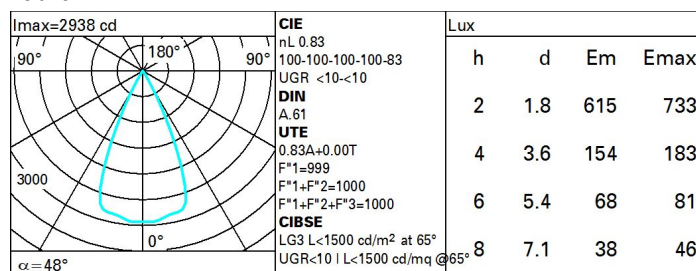 Imax=2938 cd
90° 180° 90°
3000
0°
α=48°
CIE
nL 0.83
100-100-100-100-83
UGR <10-<10
DIN
A.61
UTE
0.83A+0.00T
F"1=999
F"1+F"2=1000
F"1+F"2+F"3=1000
CIBSE
LG3 L<1500 cd/m² at 65°
UGR<10 | L<1500 cd/mq @65°
Lux
h d Em Emax
2 1.8 615 733
4 3.6 154 183
6 5.4 68 81
8 7.1 38 46